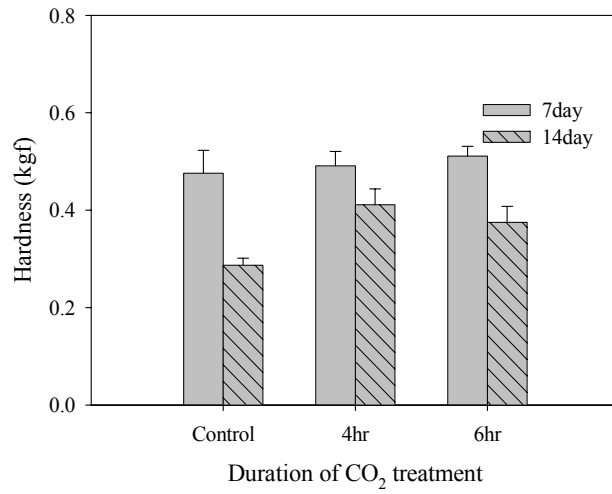 0.8
0.6
0.4
0.2
0.0
Hardness (kgf)
7day
14day
Control 4hr 6hr
Duration of CO₂ treatment